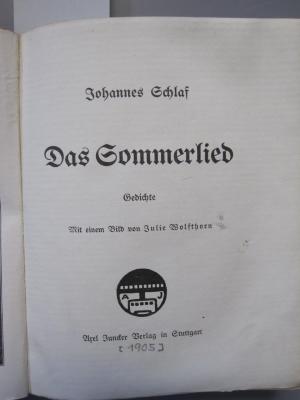 Johannes Schlaf
Das Sommerlied
Gedichte
Mit einem Bild von Julie Wolfthorn
A J
Axel Juncker Verlag in Stuttgart
[1905]